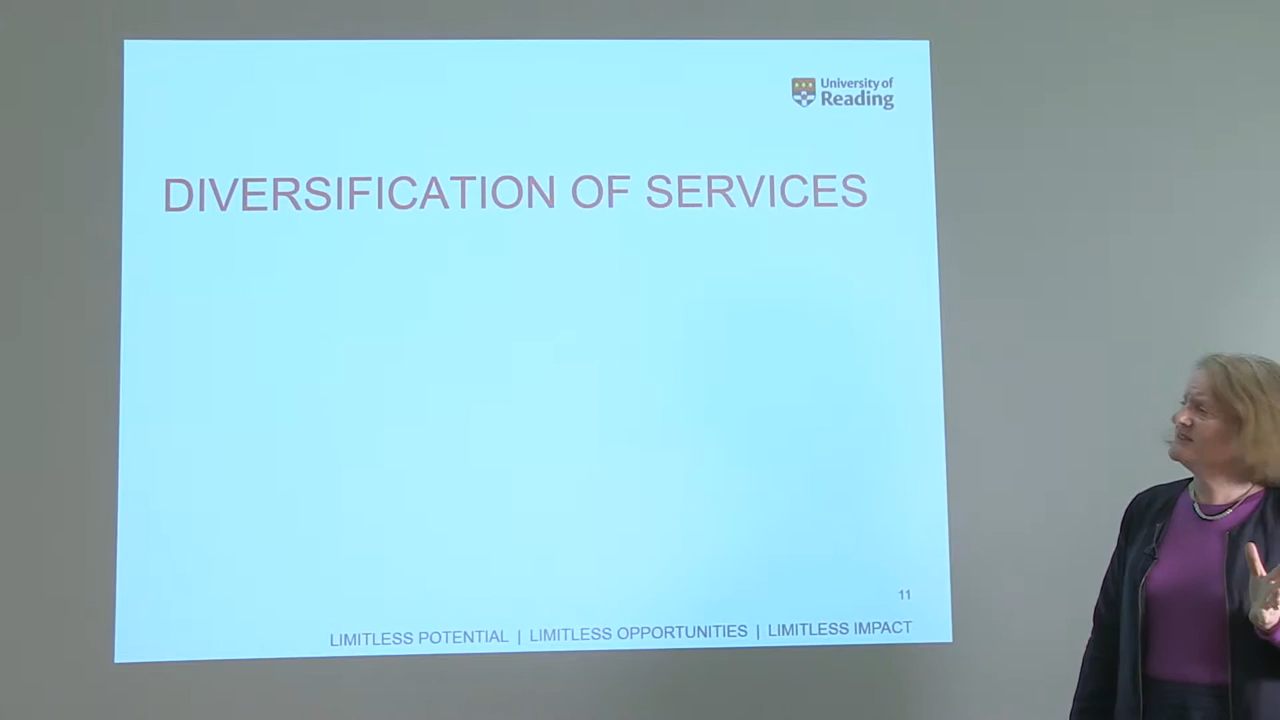 University of
Reading
DIVERSIFICATION OF SERVICES
11
LIMITLESS POTENTIAL | LIMITLESS OPPORTUNITIES | LIMITLESS IMPACT